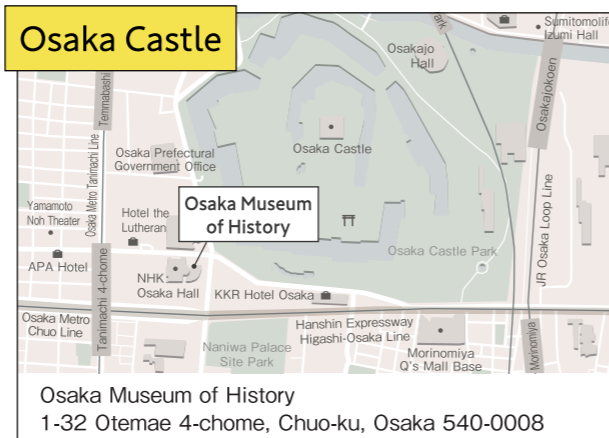 Osaka Castle
Sumitomolife
Izumi Hall
Osakajo
Hall
Park
Osakajokoen
Temmabashi
Osaka Castle
Osaka Prefectural
Government Office
Osaka Metro Tanimachi Line
Yamamoto
Noh Theater
Hotel the
Lutheran
Osaka Museum
of History
Osaka Castle Park
JR Osaka Loop Line
APA Hotel
Tanimachi 4-chome
NHK
Osaka Hall
KKR Hotel Osaka
Osaka Metro
Chuo Line
Hanshin Expressway
Higashi-Osaka Line
Naniwa Palace
Site Park
Morinomiya
Q's Mall Base
Morinomiya
Osaka Museum of History
1-32 Otemae 4-chome, Chuo-ku, Osaka 540-0008